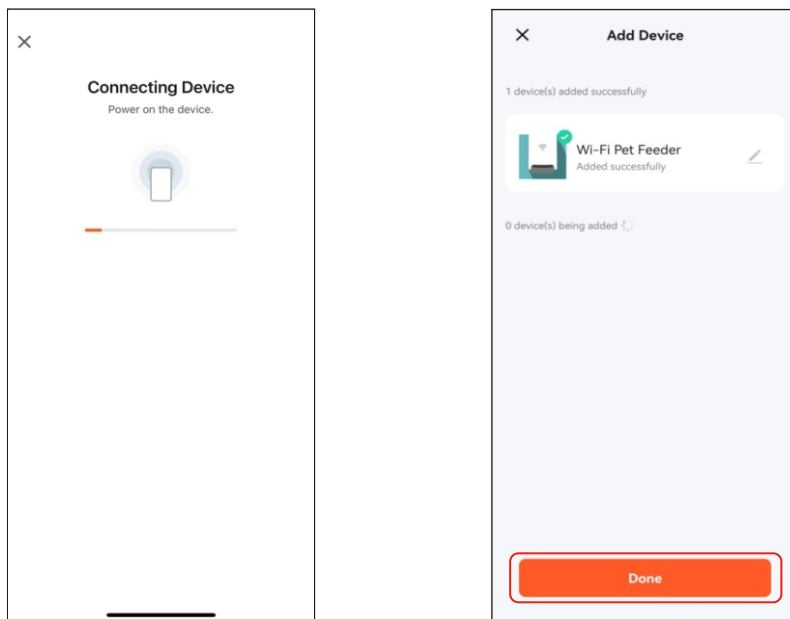 Connecting Device
Power on the device.
Add Device
1 device(s) added successfully
Wi-Fi Pet Feeder
Added successfully
0 device(s) being added
Done